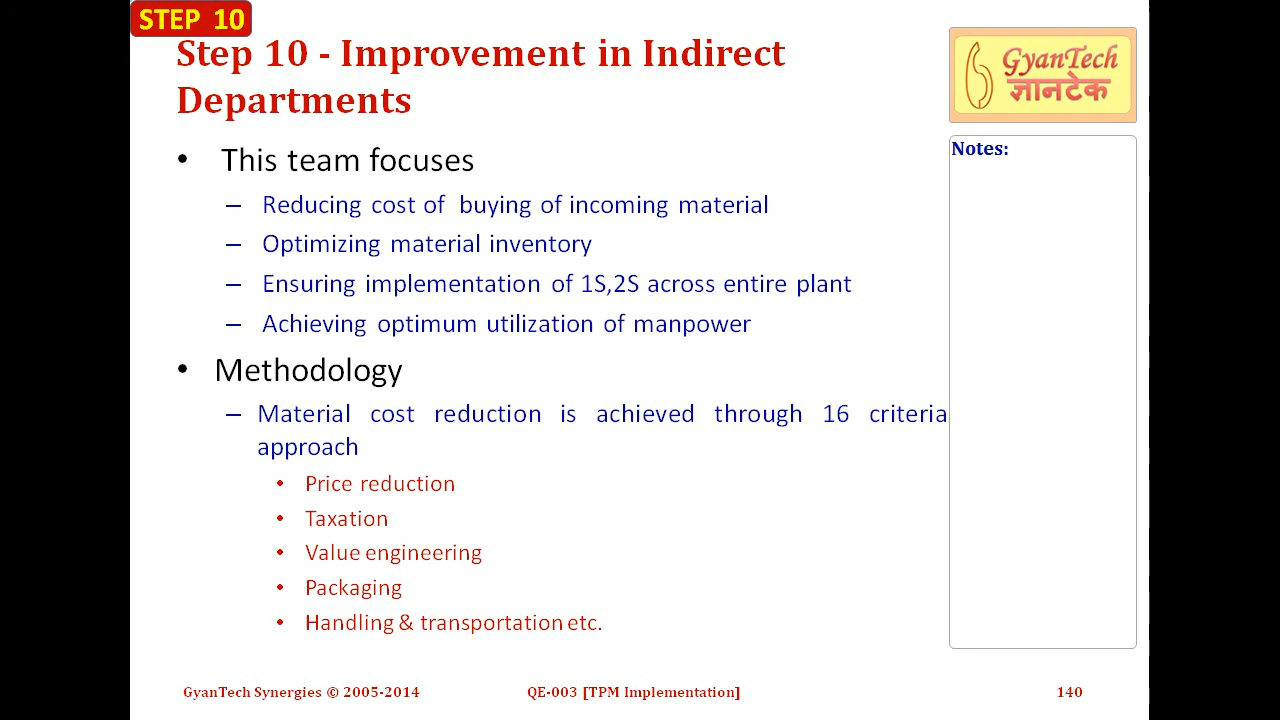 STEP 10
Step 10 - Improvement in Indirect
Departments
GyanTech
ज्ञानटेक
• This team focuses
– Reducing cost of buying of incoming material
– Optimizing material inventory
– Ensuring implementation of 1S,2S across entire plant
– Achieving optimum utilization of manpower
• Methodology
– Material cost reduction is achieved through 16 criteria
approach
• Price reduction
• Taxation
• Value engineering
• Packaging
• Handling & transportation etc.
Notes:
GyanTech Synergies © 2005-2014
QE-003 [TPM Implementation]
140